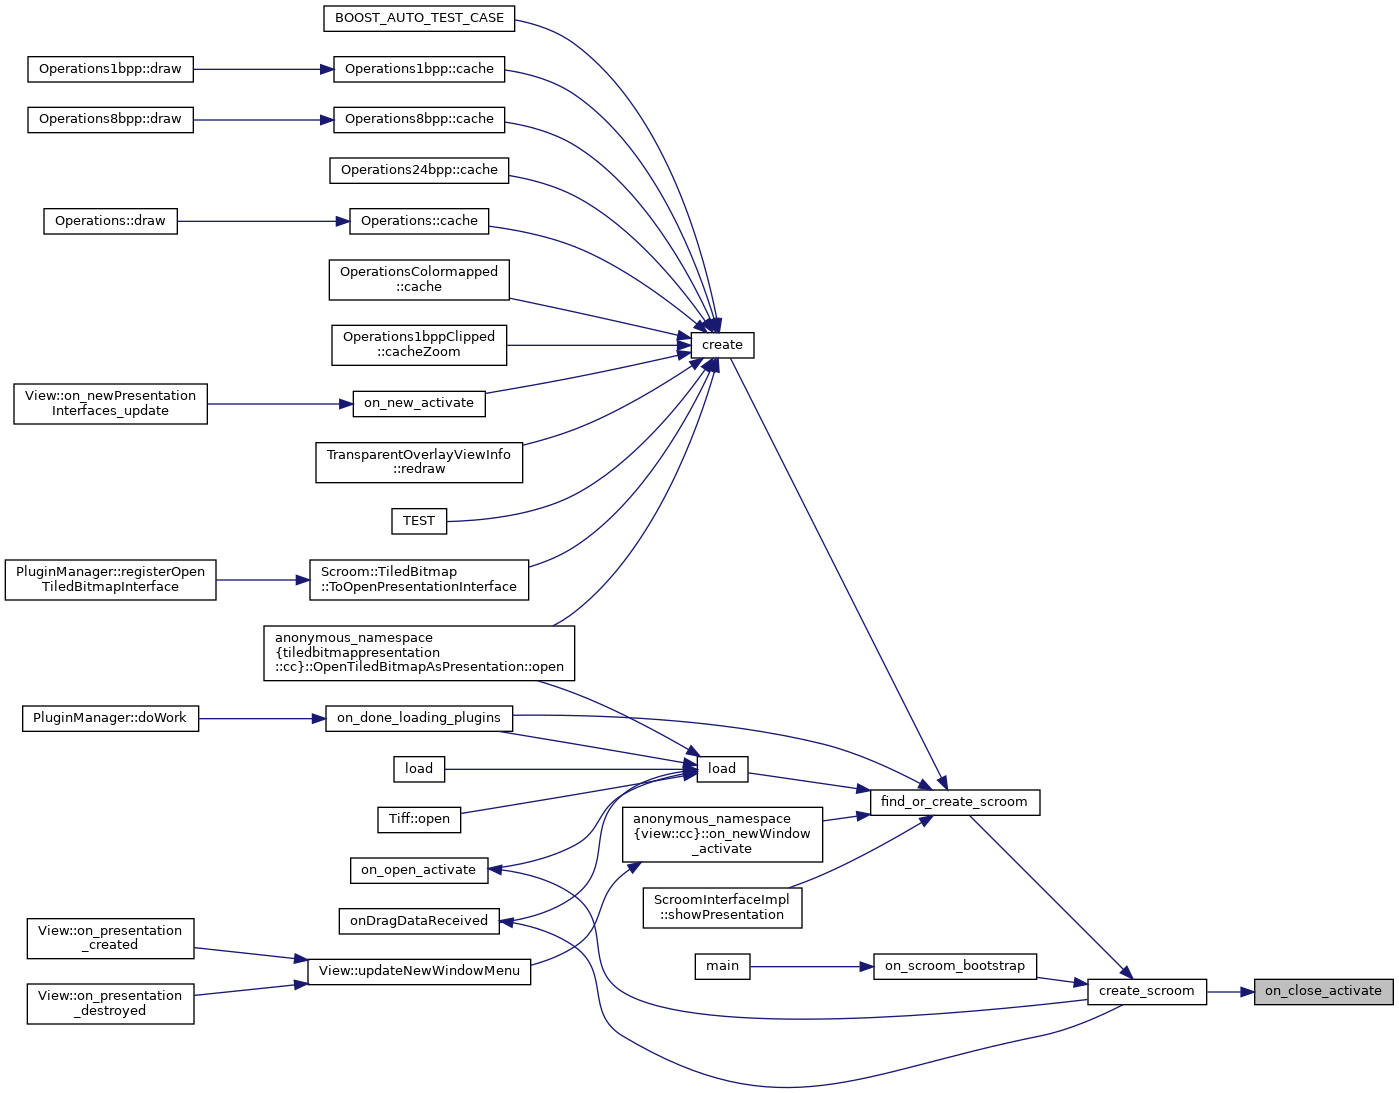 BOOST_AUTO_TEST_CASE
Operations1bpp::draw
Operations1bpp::cache
Operations8bpp::draw
Operations8bpp::cache
Operations24bpp::cache
Operations::draw
Operations::cache
OperationsColormapped
::cache
Operations1bppClipped
::cacheZoom
create
View::on_newPresentation
Interfaces_update
on_new_activate
TransparentOverlayViewInfo
::redraw
TEST
PluginManager::registerOpen
TiledBitmapInterface
Scroom::TiledBitmap
::ToOpenPresentationInterface
anonymous_namespace
{tiledbitmappresentation
::cc}::OpenTiledBitmapAsPresentation::open
PluginManager::doWork
on_done_loading_plugins
load
load
Tiff::open
find_or_create_scroom
anonymous_namespace
{view::cc}::on_newWindow
_activate
on_open_activate
ScroomInterfaceImpl
::showPresentation
onDragDataReceived
View::on_presentation
_created
View::updateNewWindowMenu
View::on_presentation
_destroyed
main
on_scroom_bootstrap
create_scroom
on_close_activate